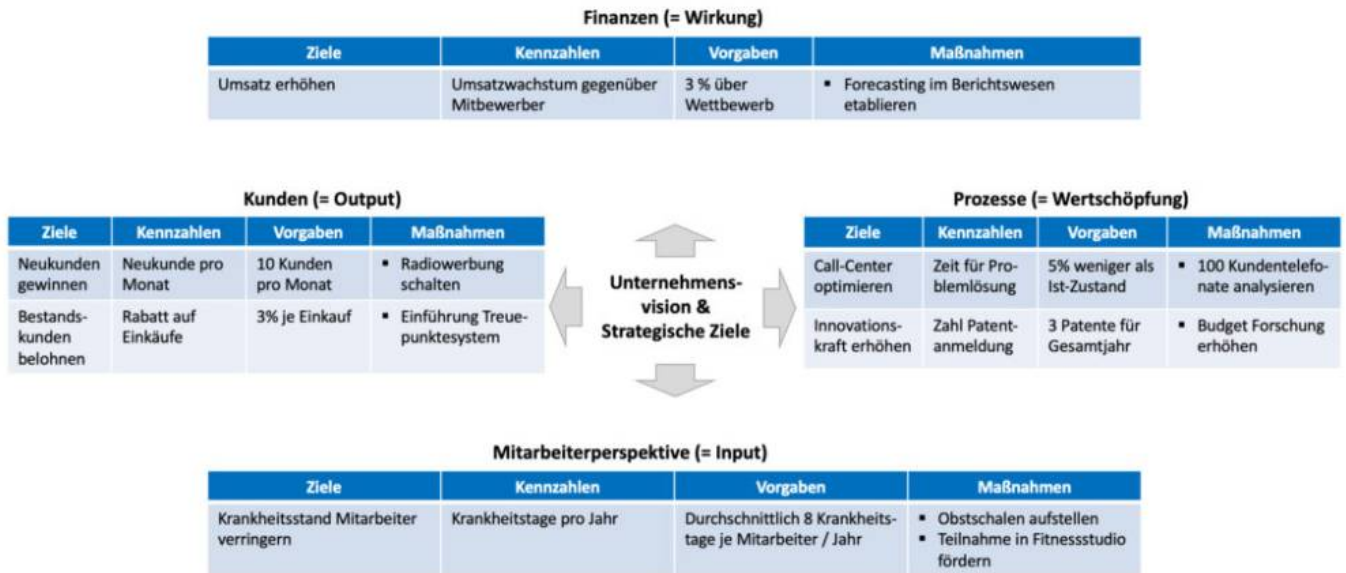 Finanzen (= Wirkung)
Ziele Kennzahlen Vorgaben Maßnahmen
Umsatz erhöhen Umsatzwachstum gegenüber 3 % über ▪ Forecasting im Berichtswesen
Mitbewerber Wettbewerb etablieren
Kunden (= Output)
Ziele Kennzahlen Vorgaben Maßnahmen
Neukunden Neukunde pro 10 Kunden ▪ Radiowerbung
gewinnen Monat pro Monat schalten
Bestands- Rabatt auf 3% je Einkauf ▪ Einführung Treue-
kunden Einkäufe punktesystem
belohnen
Unternehmens-
vision &
Strategische Ziele
Prozesse (= Wertschöpfung)
Ziele Kennzahlen Vorgaben Maßnahmen
Call-Center Zeit für Pro- 5% weniger als ▪ 100 Kundentelefo-
optimieren blemlösung Ist-Zustand nate analysieren
Innovations- Zahl Patent- 3 Patente für ▪ Budget Forschung
kraft erhöhen anmeldung Gesamtjahr erhöhen
Mitarbeiterperspektive (= Input)
Ziele Kennzahlen Vorgaben Maßnahmen
Krankheitsstand Mitarbeiter Krankheitstage pro Jahr Durchschnittlich 8 Krankheits- ▪ Obstschalen aufstellen
verringern tage je Mitarbeiter / Jahr ▪ Teilnahme in Fitnessstudio
fördern